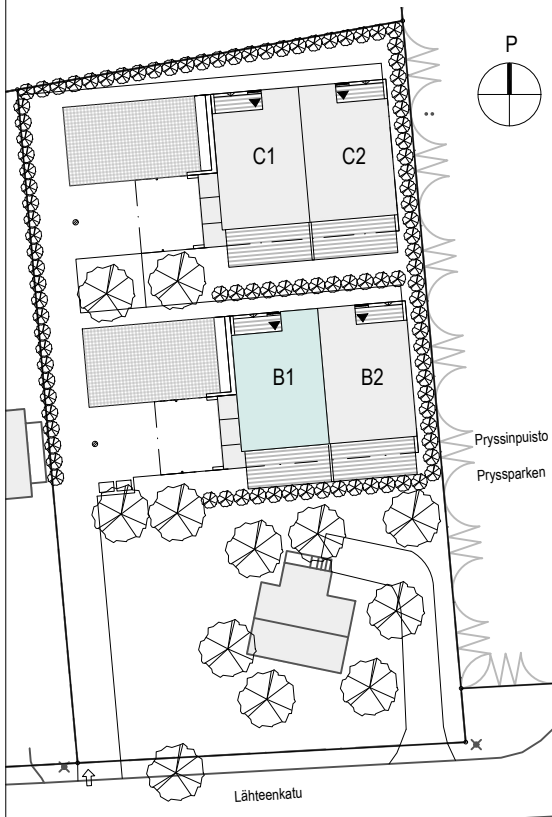 P
C1
C2
B1
B2
Pryssinpuisto
Pryssparken
Lähteenkatu